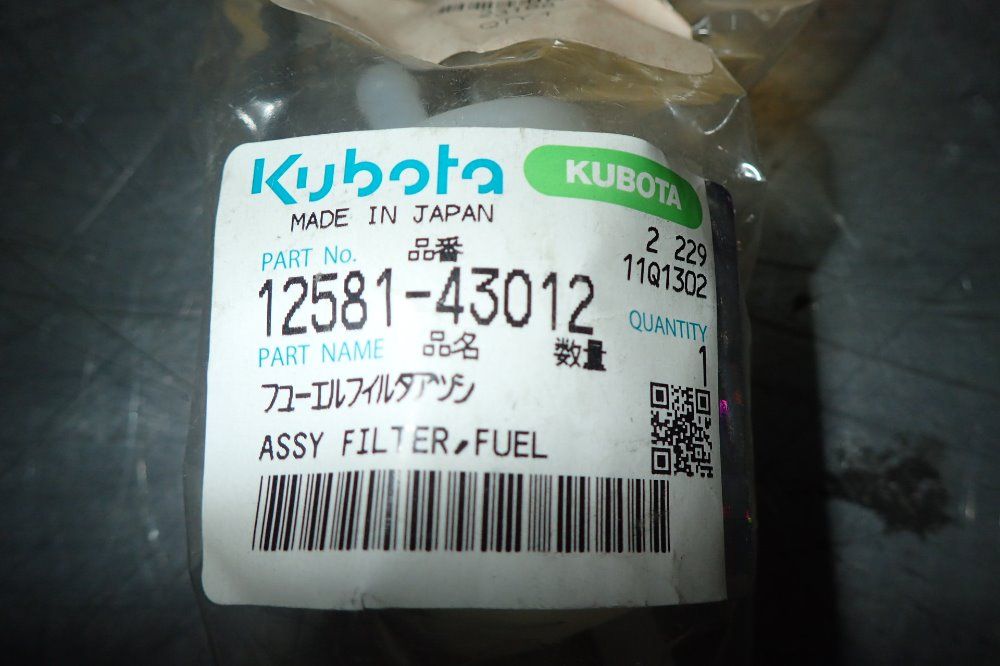 Kubota KUBOTA
MADE IN JAPAN
2 229
11Q1302
PART No. 品番
12581-43012
QUANTITY
PART NAME 品名 数量 1
フユーエルフイルタアツシ
ASSY FILTER,FUEL